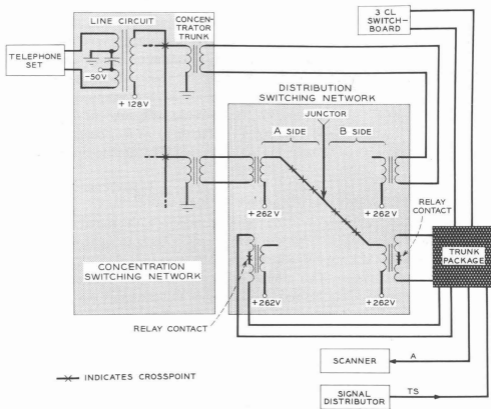 LINE CIRCUIT
CONCEN-
TRATOR
TRUNK
3 CL
SWITCH-
BOARD
TELEPHONE
SET
-50V
+128V
DISTRIBUTION
SWITCHING NETWORK
JUNCTOR
A SIDE
B SIDE
+262V
+262V
RELAY
CONTACT
TRUNK
PACKAGE
CONCENTRATION
SWITCHING NETWORK
+262V
+262V
RELAY CONTACT
SCANNER
A
INDICATES CROSSPOINT
SIGNAL
DISTRIBUTOR
TS